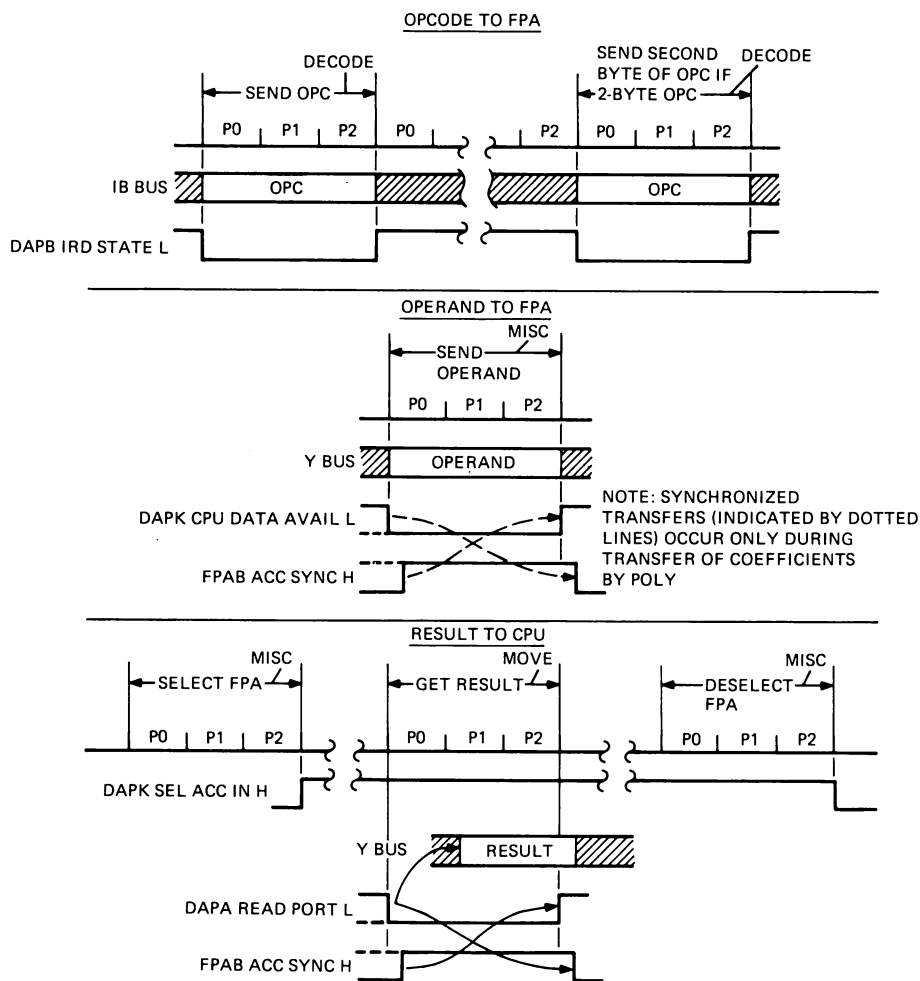 OPCODE TO FPA
DECODE
SEND OPC
SEND SECOND
BYTE OF OPC IF
2-BYTE OPC
DECODE
P0 P1 P2 P0 P2 P0 P1 P2
IB BUS OPC OPC
DAPB IRD STATE L
OPERAND TO FPA
MISC
SEND
OPERAND
P0 P1 P2
Y BUS OPERAND
DAPK CPU DATA AVAIL L
FPAB ACC SYNC H
NOTE: SYNCHRONIZED
TRANSFERS (INDICATED BY DOTTED
LINES) OCCUR ONLY DURING
TRANSFER OF COEFFICIENTS
BY POLY
RESULT TO CPU
MISC MOVE MISC
SELECT FPA GET RESULT DESELECT
FPA
P0 P1 P2 P0 P1 P2 P0 P1 P2
DAPK SEL ACC IN H
Y BUS RESULT
DAPA READ PORT L
FPAB ACC SYNC H